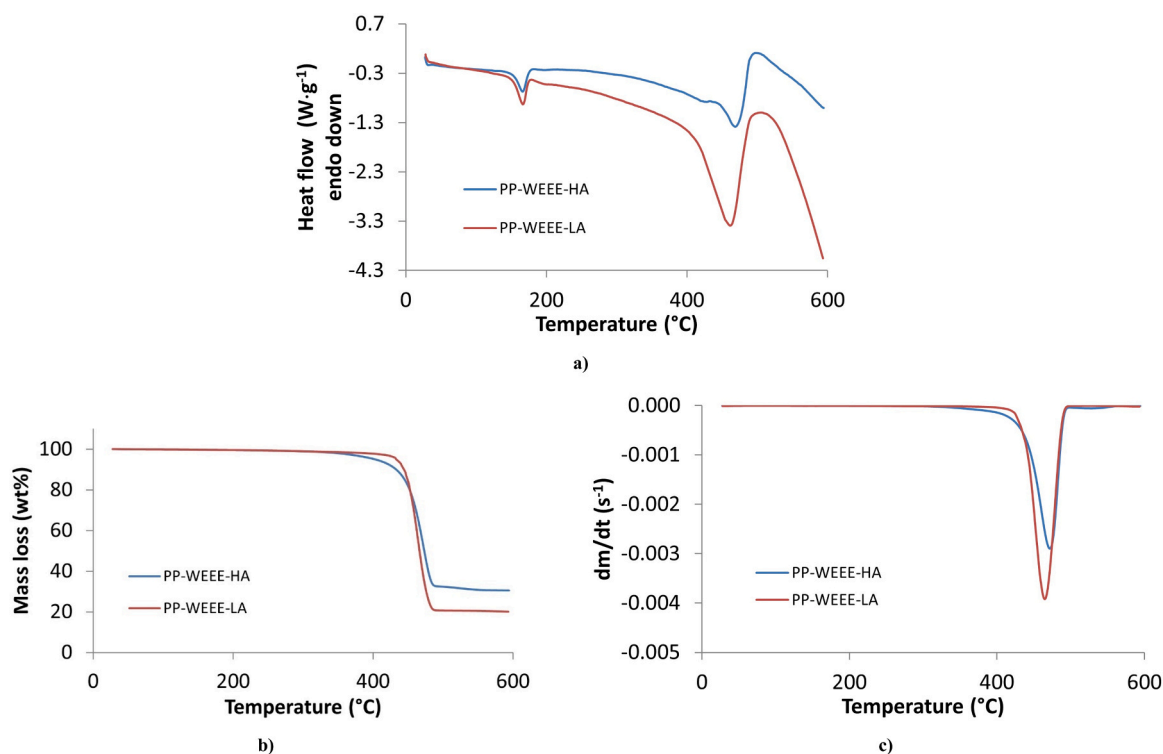 0.7
-0.3
-1.3
-2.3
-3.3
-4.3
Heat flow (W·g⁻¹)
endo down
PP-WEEE-HA
PP-WEEE-LA
0 200 400 600
Temperature (°C)
a)
100
80
60
40
20
0
Mass loss (wt%)
PP-WEEE-HA
PP-WEEE-LA
0 200 400 600
Temperature (°C)
b)
0.000
-0.001
-0.002
-0.003
-0.004
-0.005
dm/dt (s⁻¹)
PP-WEEE-HA
PP-WEEE-LA
0 200 400 600
Temperature (°C)
c)